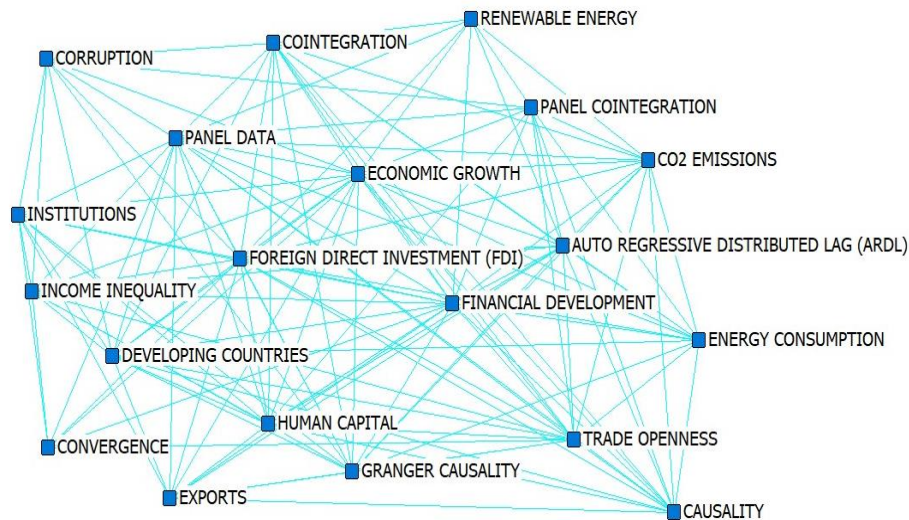 RENEWABLE ENERGY
COINTEGRATION
CORRUPTION
PANEL COINTEGRATION
PANEL DATA
CO2 EMISSIONS
ECONOMIC GROWTH
INSTITUTIONS
AUTO REGRESSIVE DISTRIBUTED LAG (ARDL)
FOREIGN DIRECT INVESTMENT (FDI)
INCOME INEQUALITY
FINANCIAL DEVELOPMENT
ENERGY CONSUMPTION
DEVELOPING COUNTRIES
HUMAN CAPITAL
TRADE OPENNESS
CONVERGENCE
GRANGER CAUSALITY
EXPORTS
CAUSALITY